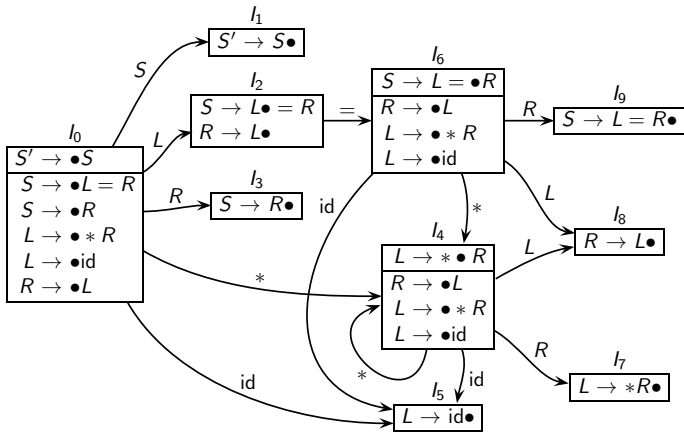 I₁
S′ → S●
S
I₂
S → L● = R
R → L●
L
=
I₆
S → L = ●R
R → ●L
L → ● * R
L → ●id
R
I₉
S → L = R●
I₀
S′ → ●S
S → ●L = R
S → ●R
L → ● * R
L → ●id
R → ●L
R
I₃
S → R●
id
*
L
I₈
R → L●
*
I₄
L → * ● R
R → ●L
L → ● * R
L → ●id
L
*
R
I₇
L → *R●
id
id
I₅
L → id●